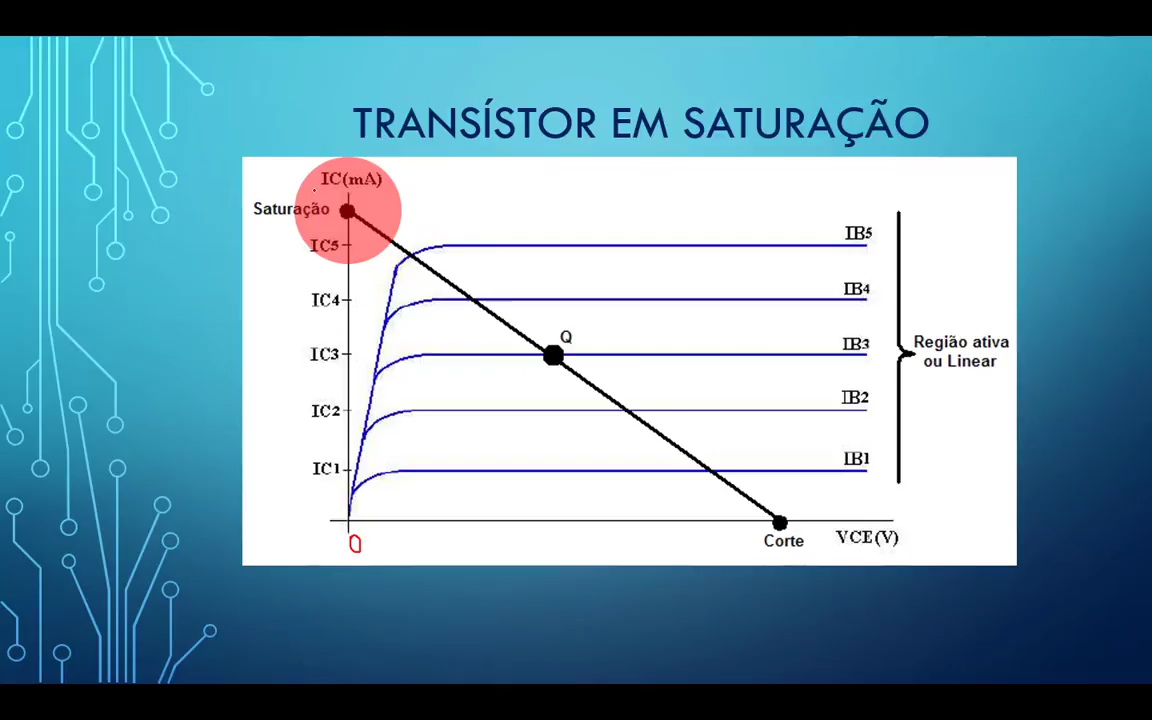 TRANSÍSTOR EM SATURAÇÃO
IC(mA)
Saturação
IC5
IB5
IC4
IB4
Q
IC3
IB3
Região ativa
ou Linear
IC2
IB2
IC1
IB1
0
Corte
VCE(V)